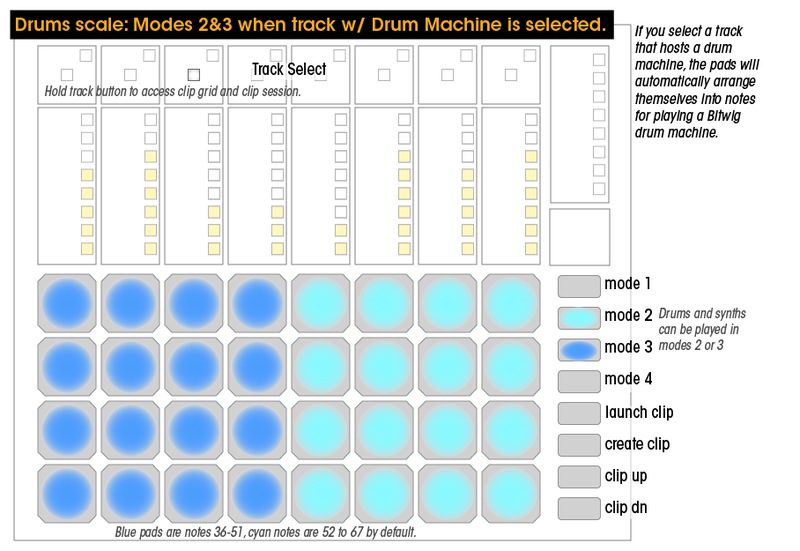 Drums scale: Modes 2&3 when track w/ Drum Machine is selected.
If you select a track
that hosts a drum
machine, the pads will
automatically arrange
themselves into notes
for playing a Bitwig
drum machine.
Track Select
Hold track button to access clip grid and clip session.
mode 1
mode 2
Drums and synths
can be played in
modes 2 or 3
mode 3
mode 4
launch clip
create clip
clip up
clip dn
Blue pads are notes 36-51, cyan notes are 52 to 67 by default.